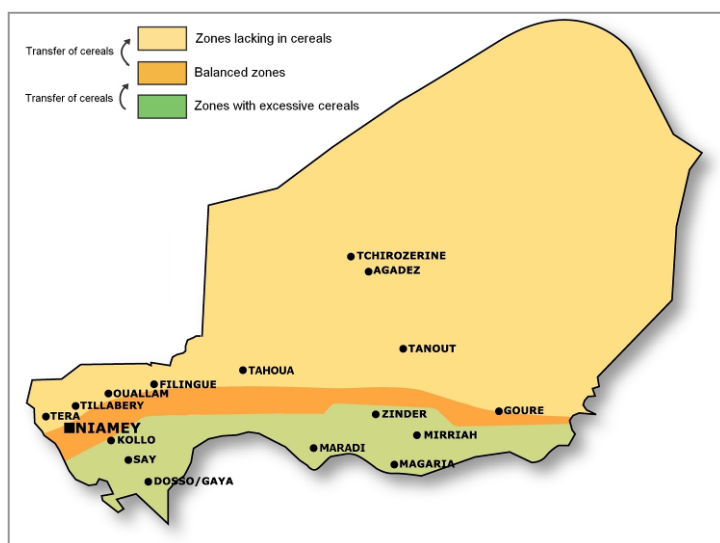 Transfer of cereals
Zones lacking in cereals
Balanced zones
Transfer of cereals
Zones with excessive cereals
TCHIROZERINE
AGADEZ
TANOUT
TAHOUA
FILINGUE
OUALLAM
TILLABERY
TERA
NIAMEY
KOLLO
SAY
DOSSO/GAYA
ZINDER
GOURE
MIRRIAH
MARADI
MAGARIA